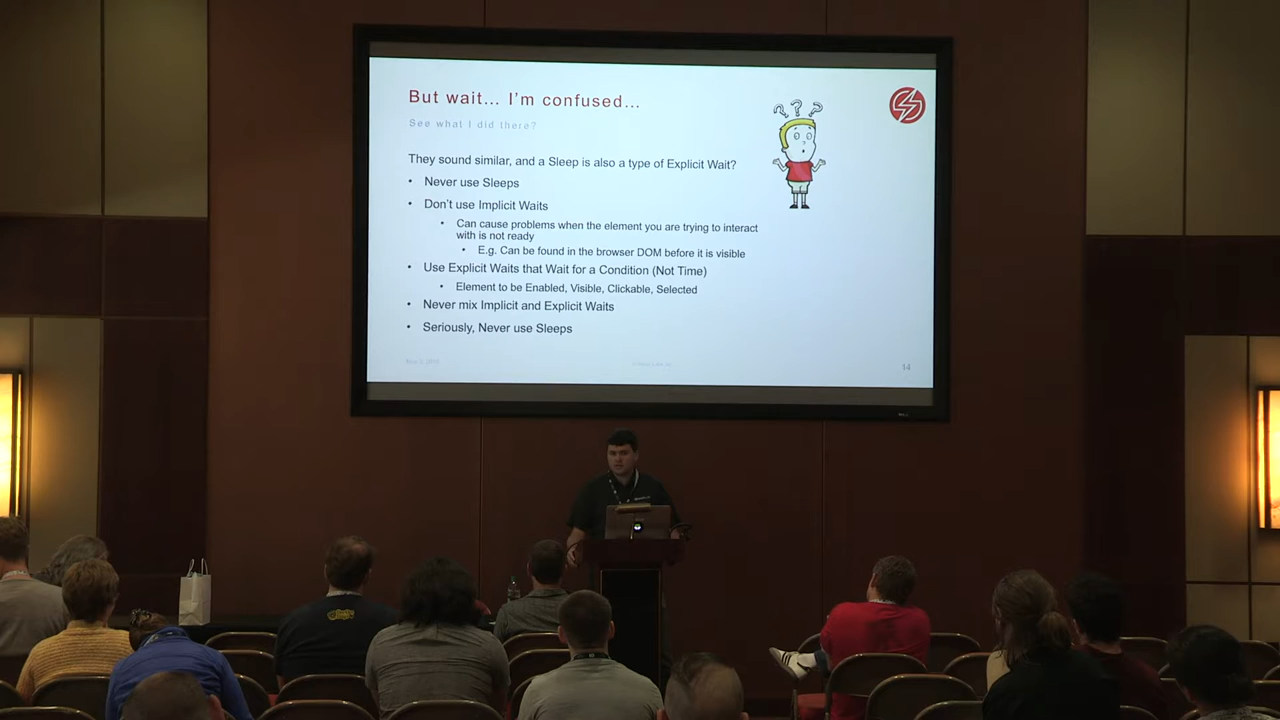 But wait... I'm confused...
See what I did there?
They sound similar, and a Sleep is also a type of Explicit Wait?
• Never use Sleeps
• Don't use Implicit Waits
• Can cause problems when the element you are trying to interact
with is not ready
• E.g. Can be found in the browser DOM before it is visible
• Use Explicit Waits that Wait for a Condition (Not Time)
• Element to be Enabled, Visible, Clickable, Selected
• Never mix Implicit and Explicit Waits
• Seriously, Never use Sleeps
14